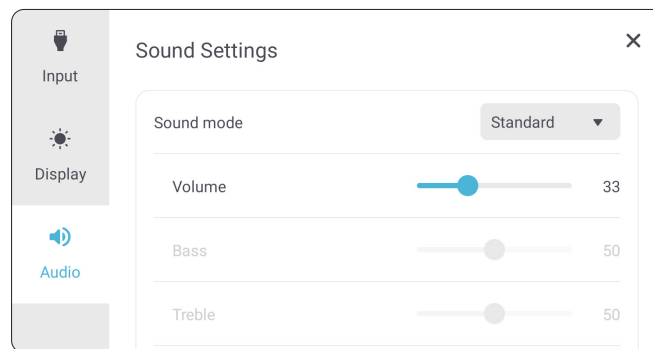 Input
Display
Audio
Sound Settings
Sound mode
Standard
Volume
33
Bass
50
Treble
50